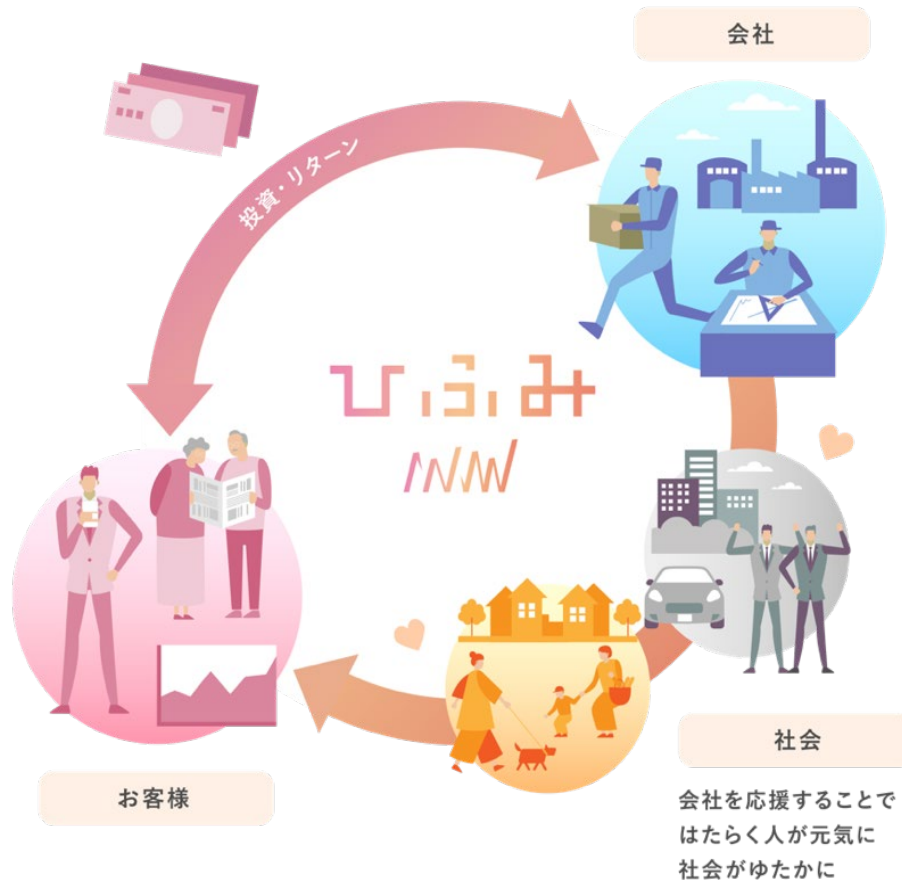 会社
投資・リターン
ひふみ
お客様
社会
会社を応援することで
はたらく人が元気に
社会がゆたかに